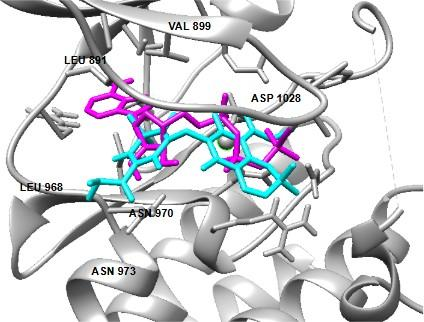 VAL 899
LEU 891
ASP 1028
LEU 968
ASN 970
ASN 973